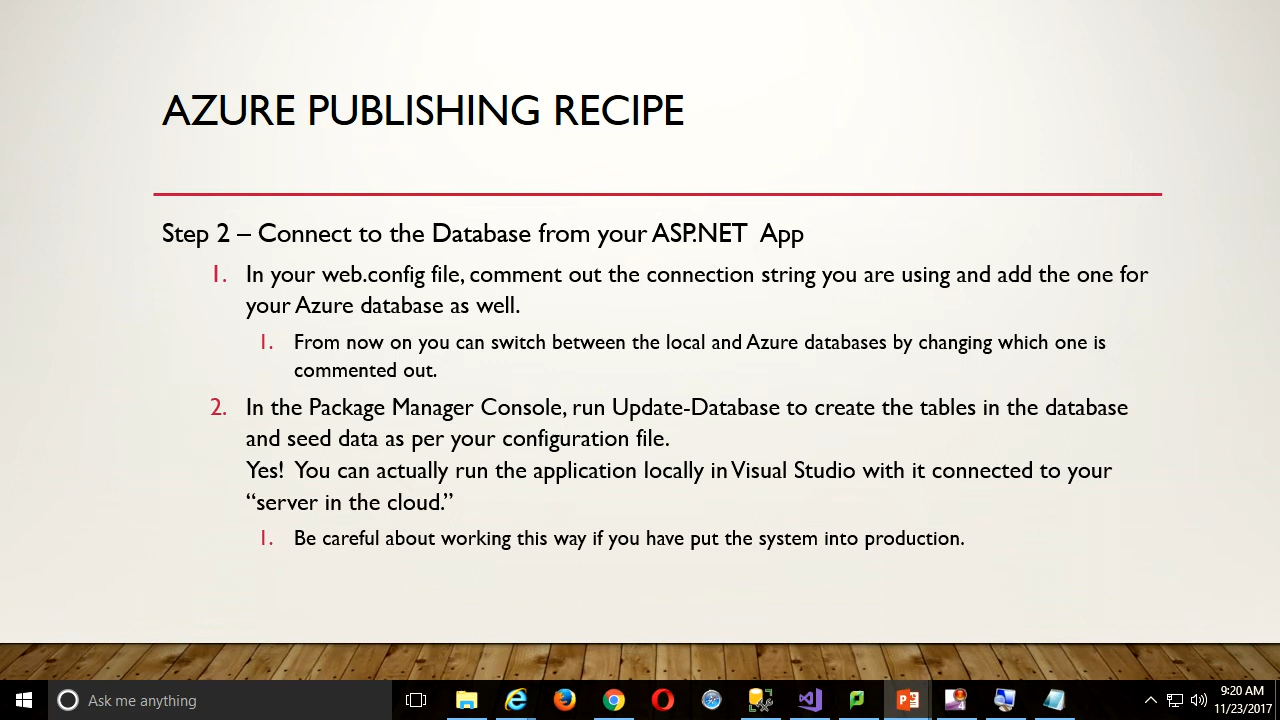 AZURE PUBLISHING RECIPE
Step 2 – Connect to the Database from your ASP.NET  App
1. In your web.config file, comment out the connection string you are using and add the one for
your Azure database as well.
1. From now on you can switch between the local and Azure databases by changing which one is
commented out.
2. In the Package Manager Console, run Update-Database to create the tables in the database
and seed data as per your configuration file.
Yes!  You can actually run the application locally in Visual Studio with it connected to your
“server in the cloud.”
1. Be careful about working this way if you have put the system into production.
Ask me anything
9:20 AM
11/23/2017